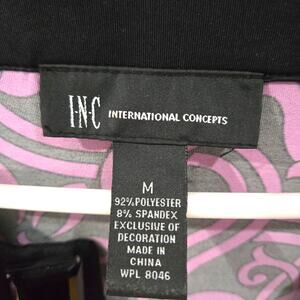 I·N·C INTERNATIONAL CONCEPTS
M
92% POLYESTER
8% SPANDEX
EXCLUSIVE OF
DECORATION
MADE IN
CHINA
WPL 8046